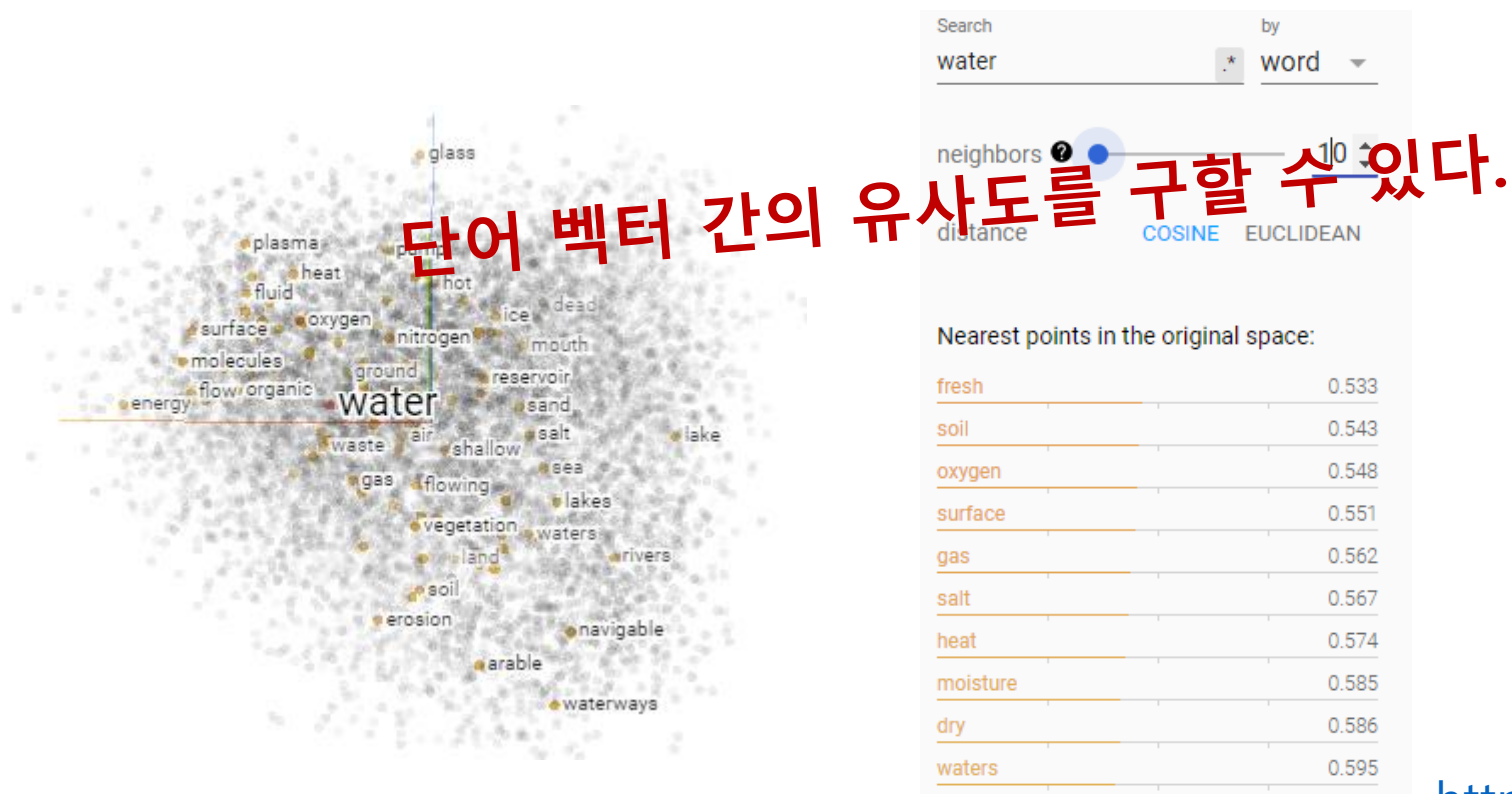 Search
by
water
.*
word
neighbors ? 10
단어 벡터 간의 유사도를 구할 수 있다.
distance
COSINE
EUCLIDEAN
Nearest points in the original space:
fresh 0.533
soil 0.543
oxygen 0.548
surface 0.551
gas 0.562
salt 0.567
heat 0.574
moisture 0.585
dry 0.586
waters 0.595
glass
plasma
pump
heat
hot
fluid
ice
dead
oxygen
surface
nitrogen
mouth
molecules
ground
reservoir
flow
organic
energy
water
sand
waste
air
salt
lake
shallow
sea
gas
flowing
lakes
vegetation
waters
land
rivers
soil
erosion
navigable
arable
waterways